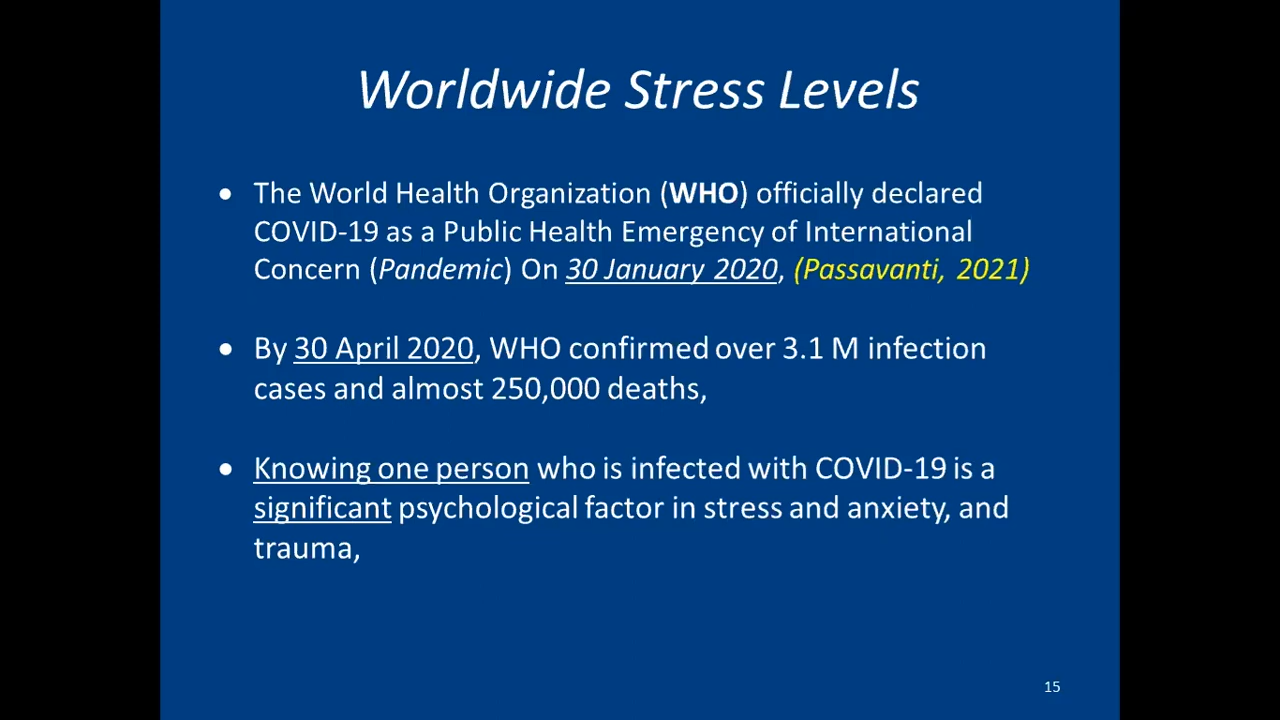 Worldwide Stress Levels
• The World Health Organization (WHO) officially declared
COVID-19 as a Public Health Emergency of International
Concern (Pandemic) On 30 January 2020, (Passavanti, 2021)
• By 30 April 2020, WHO confirmed over 3.1 M infection
cases and almost 250,000 deaths,
• Knowing one person who is infected with COVID-19 is a
significant psychological factor in stress and anxiety, and
trauma,
15